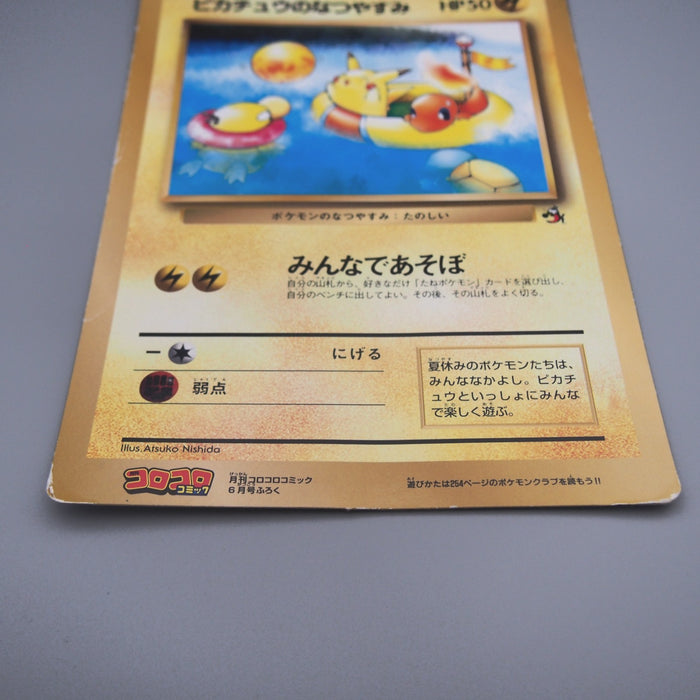 ピカチュウのなつやすみ HP50
ポケモンのなつやすみ：たのしい
みんなであそぼ
自分の山札から、好きなだけ「たねポケモン」カードを選び出し、
自分のベンチに出してよい。その後、その山札をよく切る。
にげる
弱点
夏休みのポケモンたちは、
みんななかよし。ピカチ
ュウといっしょにみんな
で楽しく遊ぶ。
Illus.Atsuko Nishida
コロコロ
コミック
月刊コロコロコミック
6月号ふろく
遊びかたは254ページのポケモンクラブを読もう!!